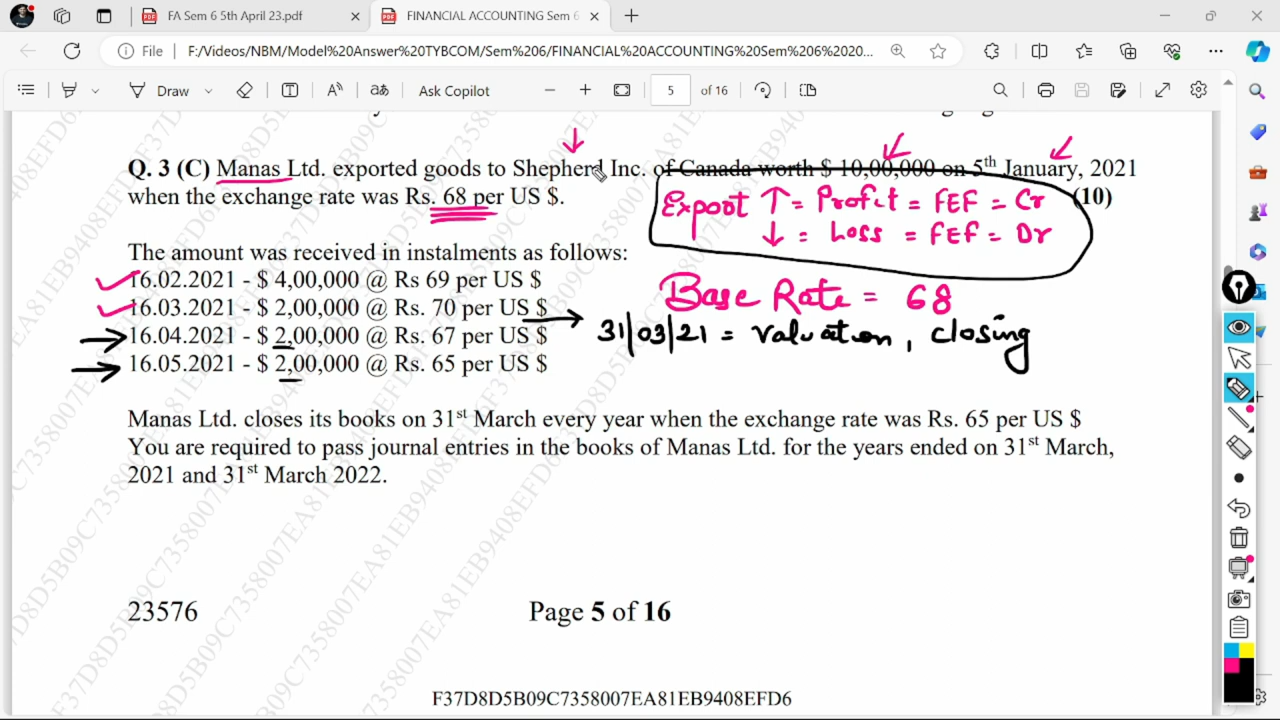 FA Sem 6 5th April 23.pdf
FINANCIAL ACCOUNTING Sem 6
File
F:/Videos/NBM/Model%20Answer%20TYBCOM/Sem%206/FINANCIAL%20ACCOUNTING%20Sem%206%2020...
Draw
Ask Copilot
5 of 16
Q. 3 (C) Manas Ltd. exported goods to Shepherd Inc. of Canada worth $ 10,00,000 on 5th January, 2021
when the exchange rate was Rs. 68 per US $. (10)
Export ↑ = Profit = FEF = Cr
↓ = Loss = FEF = Dr
The amount was received in instalments as follows:
16.02.2021 - $ 4,00,000 @ Rs 69 per US $
Base Rate = 68
16.03.2021 - $ 2,00,000 @ Rs. 70 per US $
31/03/21 = valuation, closing
16.04.2021 - $ 2,00,000 @ Rs. 67 per US $
16.05.2021 - $ 2,00,000 @ Rs. 65 per US $
Manas Ltd. closes its books on 31st March every year when the exchange rate was Rs. 65 per US $
You are required to pass journal entries in the books of Manas Ltd. for the years ended on 31st March,
2021 and 31st March 2022.
23576
Page 5 of 16
F37D8D5B09C7358007EA81EB9408EFD6